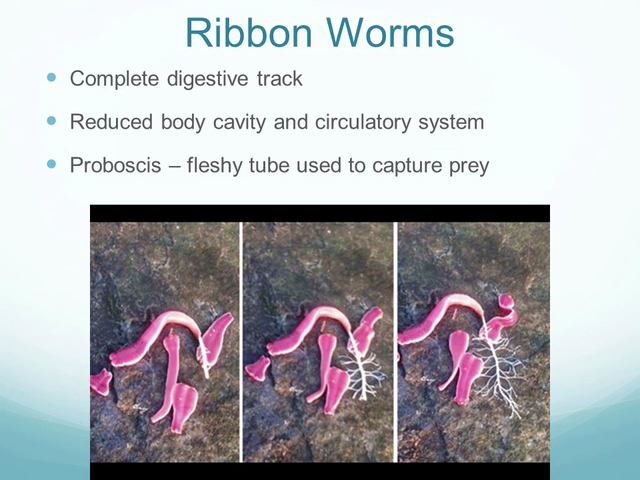 Ribbon Worms
Complete digestive track
Reduced body cavity and circulatory system
Proboscis – fleshy tube used to capture prey